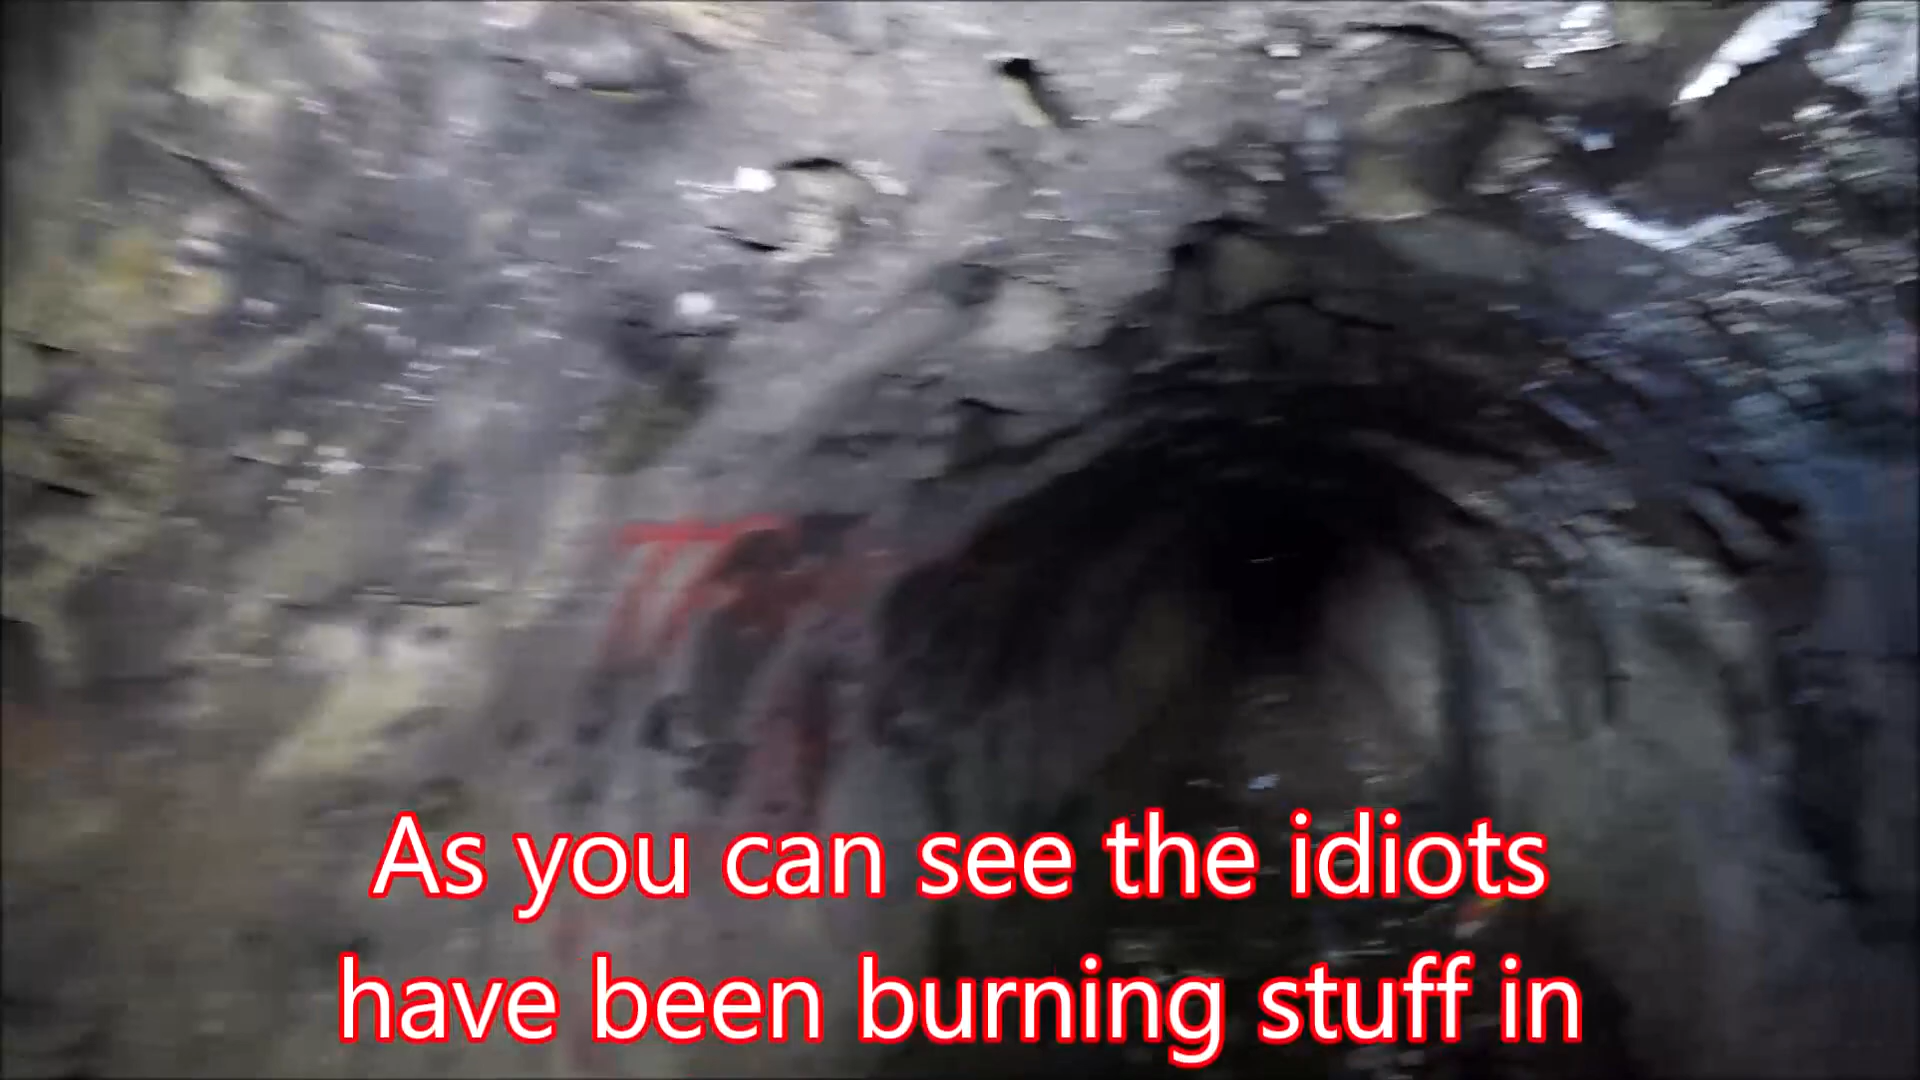 As you can see the idiots
have been burning stuff in